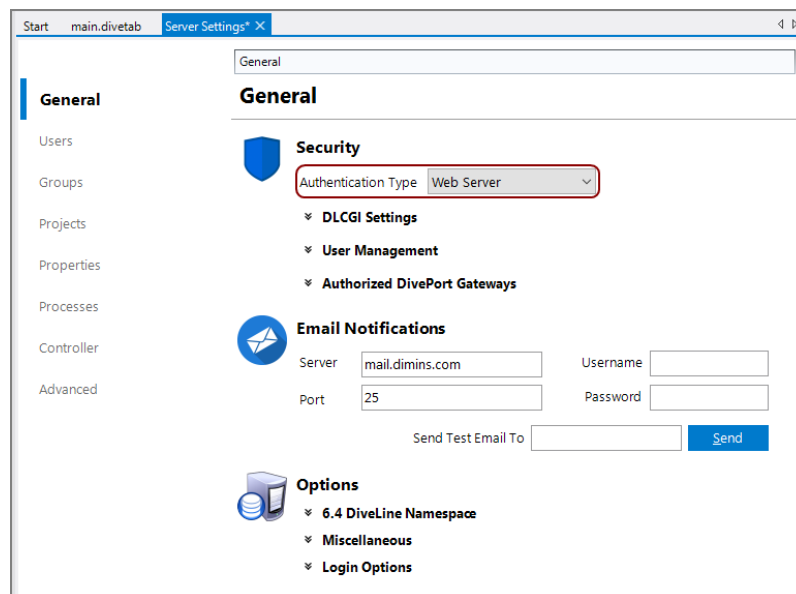 Start main.divetab Server Settings*
General
General
General
Users
Groups
Projects
Properties
Processes
Controller
Advanced
Security
Authentication Type Web Server
DLCGI Settings
User Management
Authorized DivePort Gateways
Email Notifications
Server mail.dimins.com Username
Port 25 Password
Send Test Email To Send
Options
6.4 DiveLine Namespace
Miscellaneous
Login Options